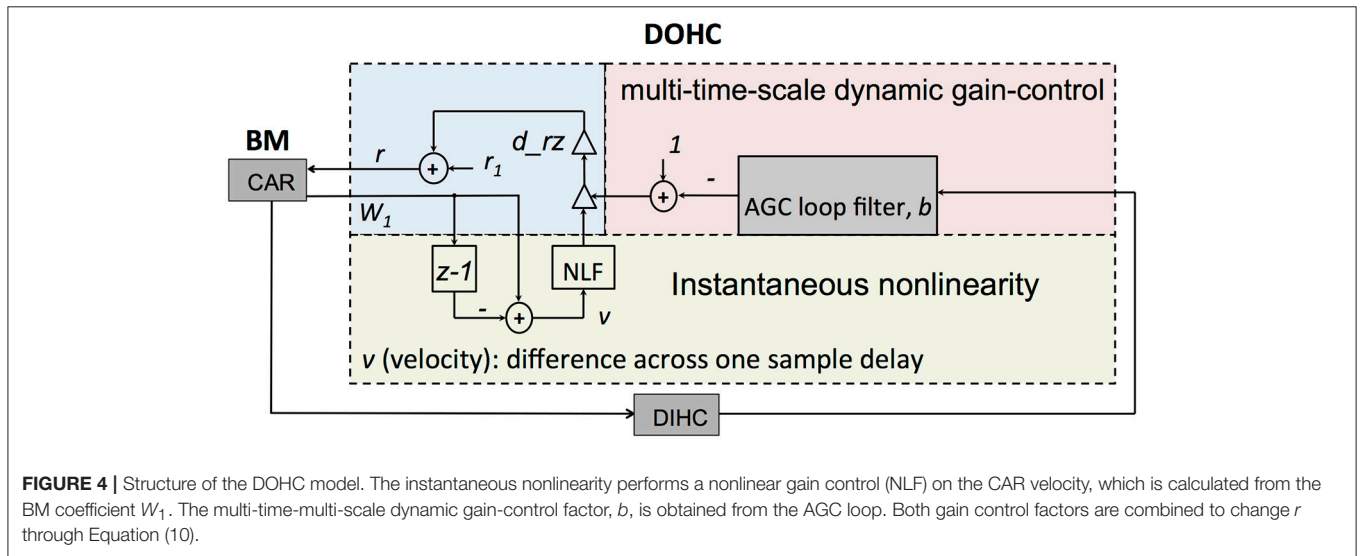 DOHC
multi-time-scale dynamic gain-control
BM
CAR
r
+
r₁
d_rz
1
+
-
AGC loop filter, b
W₁
z-1
NLF
-
+
v
Instantaneous nonlinearity
v (velocity): difference across one sample delay
DIHC
FIGURE 4 | Structure of the DOHC model. The instantaneous nonlinearity performs a nonlinear gain control (NLF) on the CAR velocity, which is calculated from the
BM coefficient W₁. The multi-time-multi-scale dynamic gain-control factor, b, is obtained from the AGC loop. Both gain control factors are combined to change r
through Equation (10).